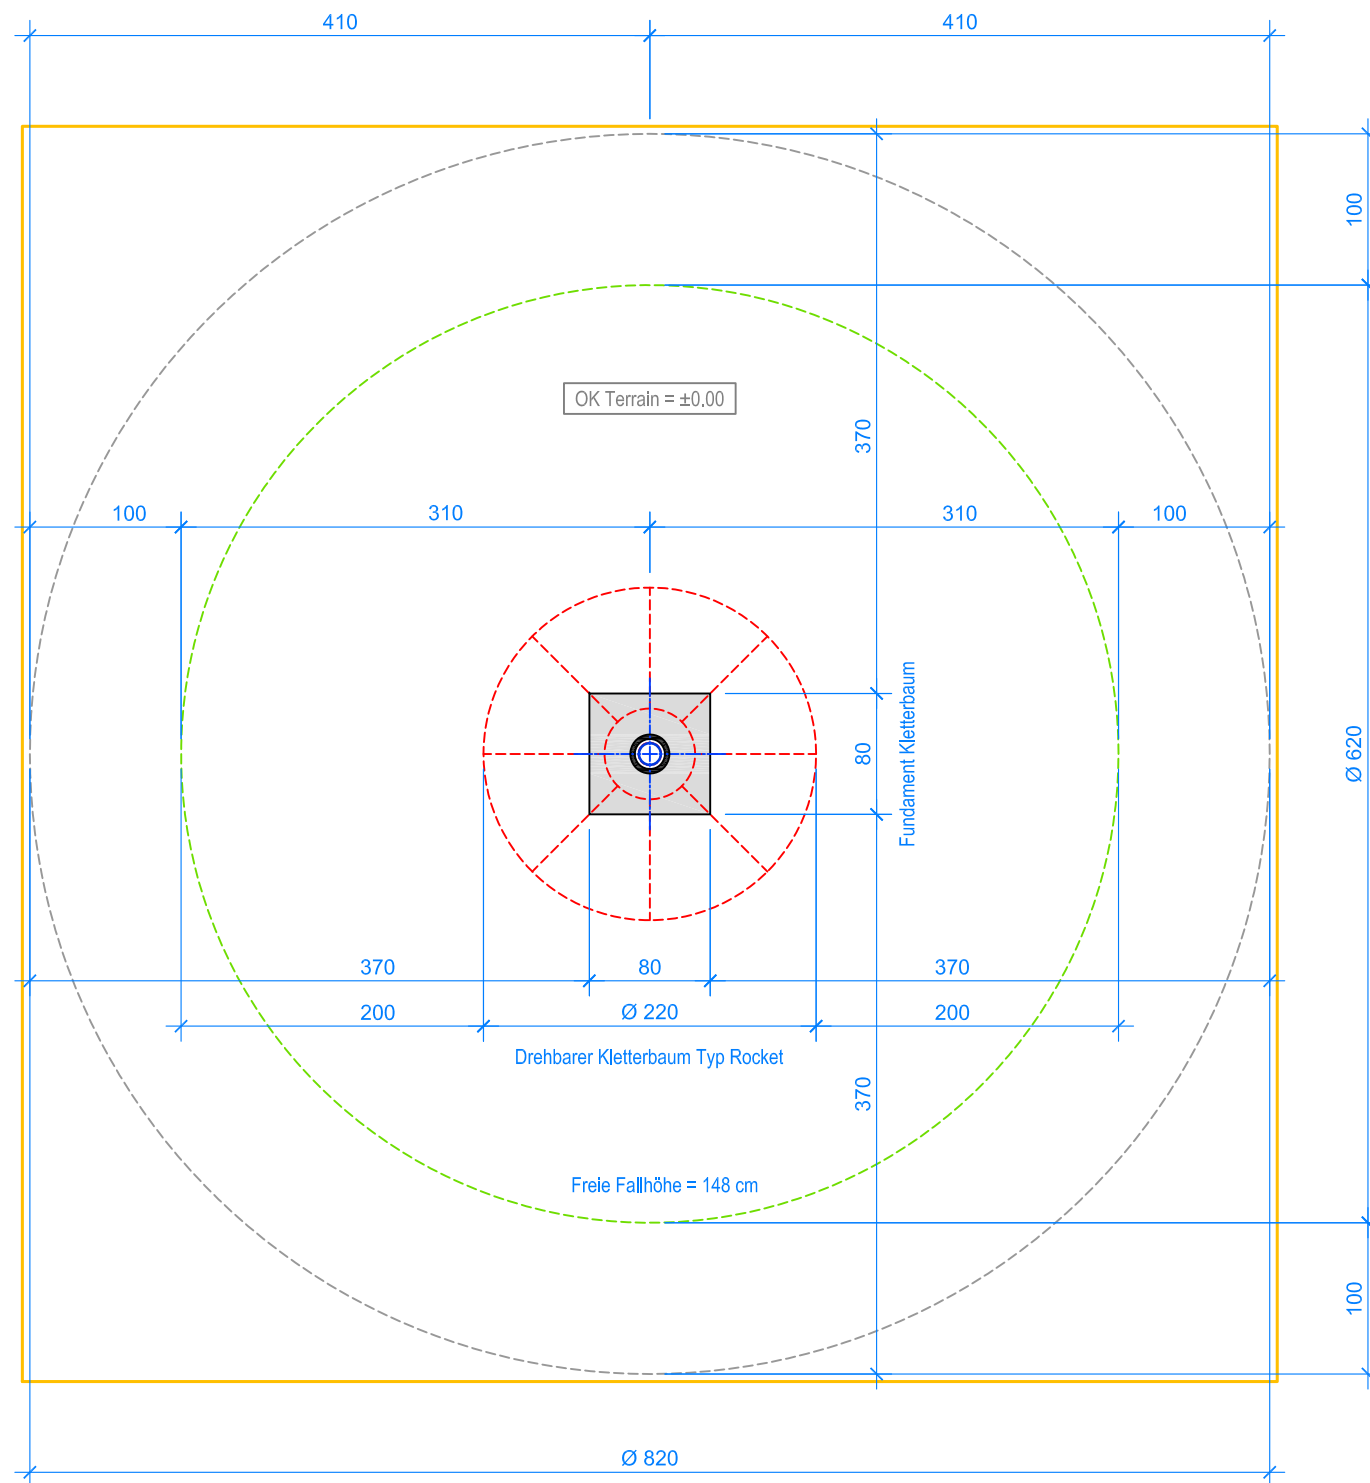 410
410
100
OK Terrain = ±0.00
370
100
310
310
100
Fundament Kletterbaum
80
Ø 620
370
80
370
200
Ø 220
200
Drehbarer Kletterbaum Typ Rocket
370
Freie Fallhöhe = 148 cm
100
Ø 820